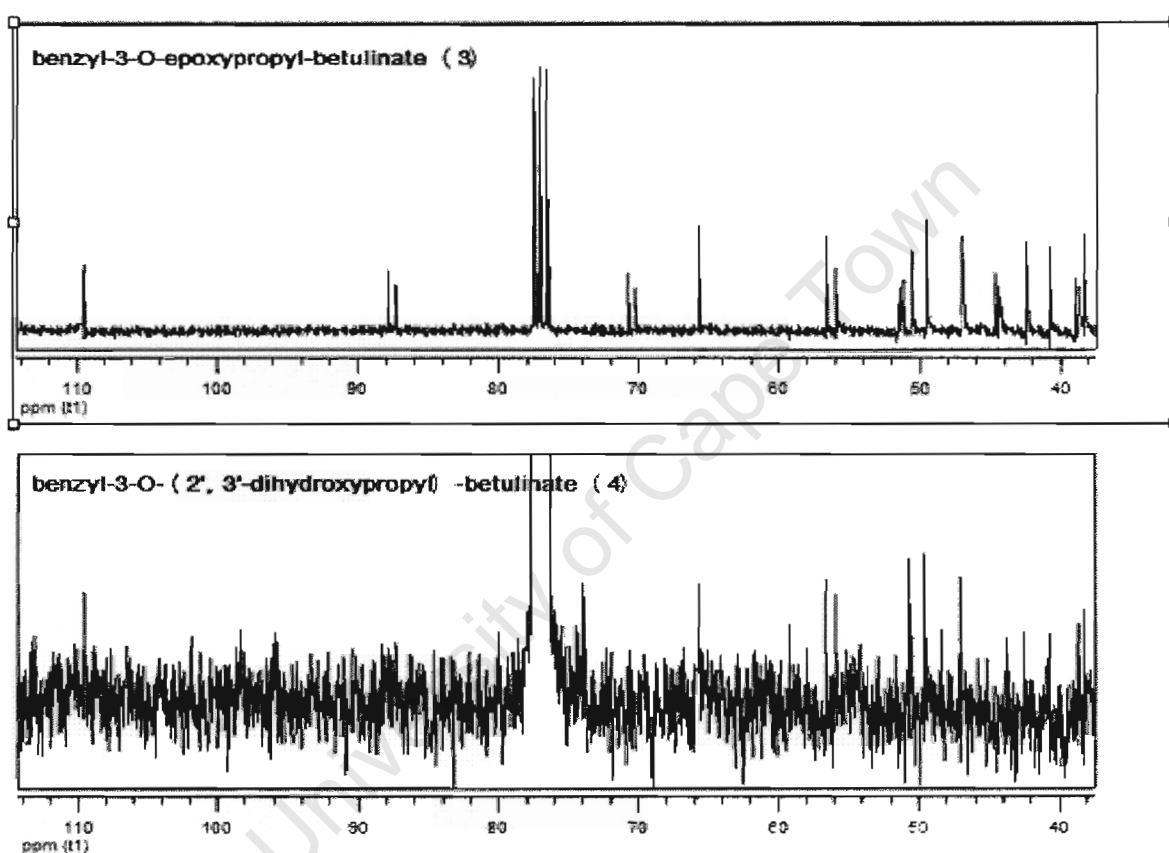 benzyl-3-O-epoxypropyl-betulinate ( 3)
110 100 90 80 70 60 50 40
ppm (t1)
benzyl-3-O- ( 2', 3'-dihydroxypropyl) -betulinate ( 4)
110 100 90 80 70 60 50 40
ppm (t1)
University of Cape Town